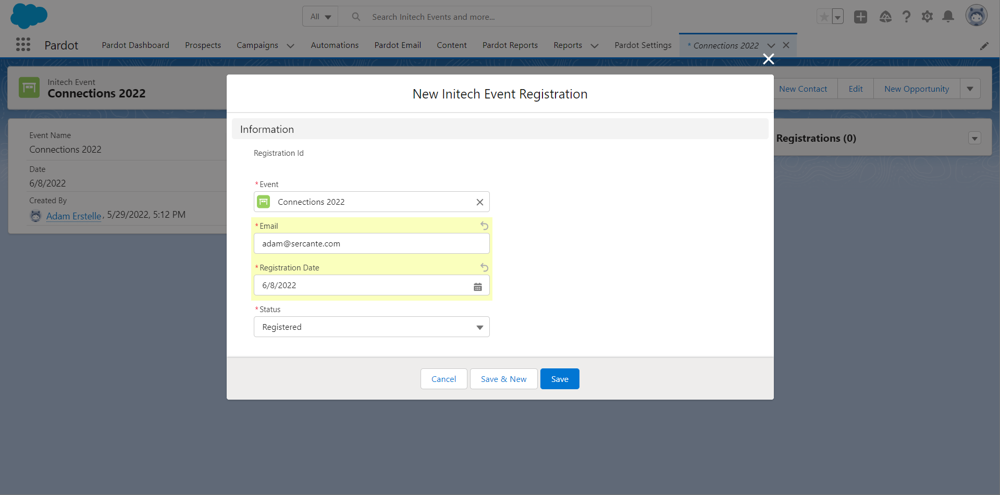 All
Search Initech Events and more...
Pardot
Pardot Dashboard
Prospects
Campaigns
Automations
Pardot Email
Content
Pardot Reports
Reports
Pardot Settings
* Connections 2022
Initech Event
Connections 2022
New Contact
Edit
New Opportunity
Event Name
Connections 2022
Date
6/8/2022
Created By
Adam Erstelle, 5/29/2022, 5:12 PM
Registrations (0)
New Initech Event Registration
Information
Registration Id
*Event
Connections 2022
*Email
adam@sercante.com
*Registration Date
6/8/2022
*Status
Registered
Cancel
Save & New
Save